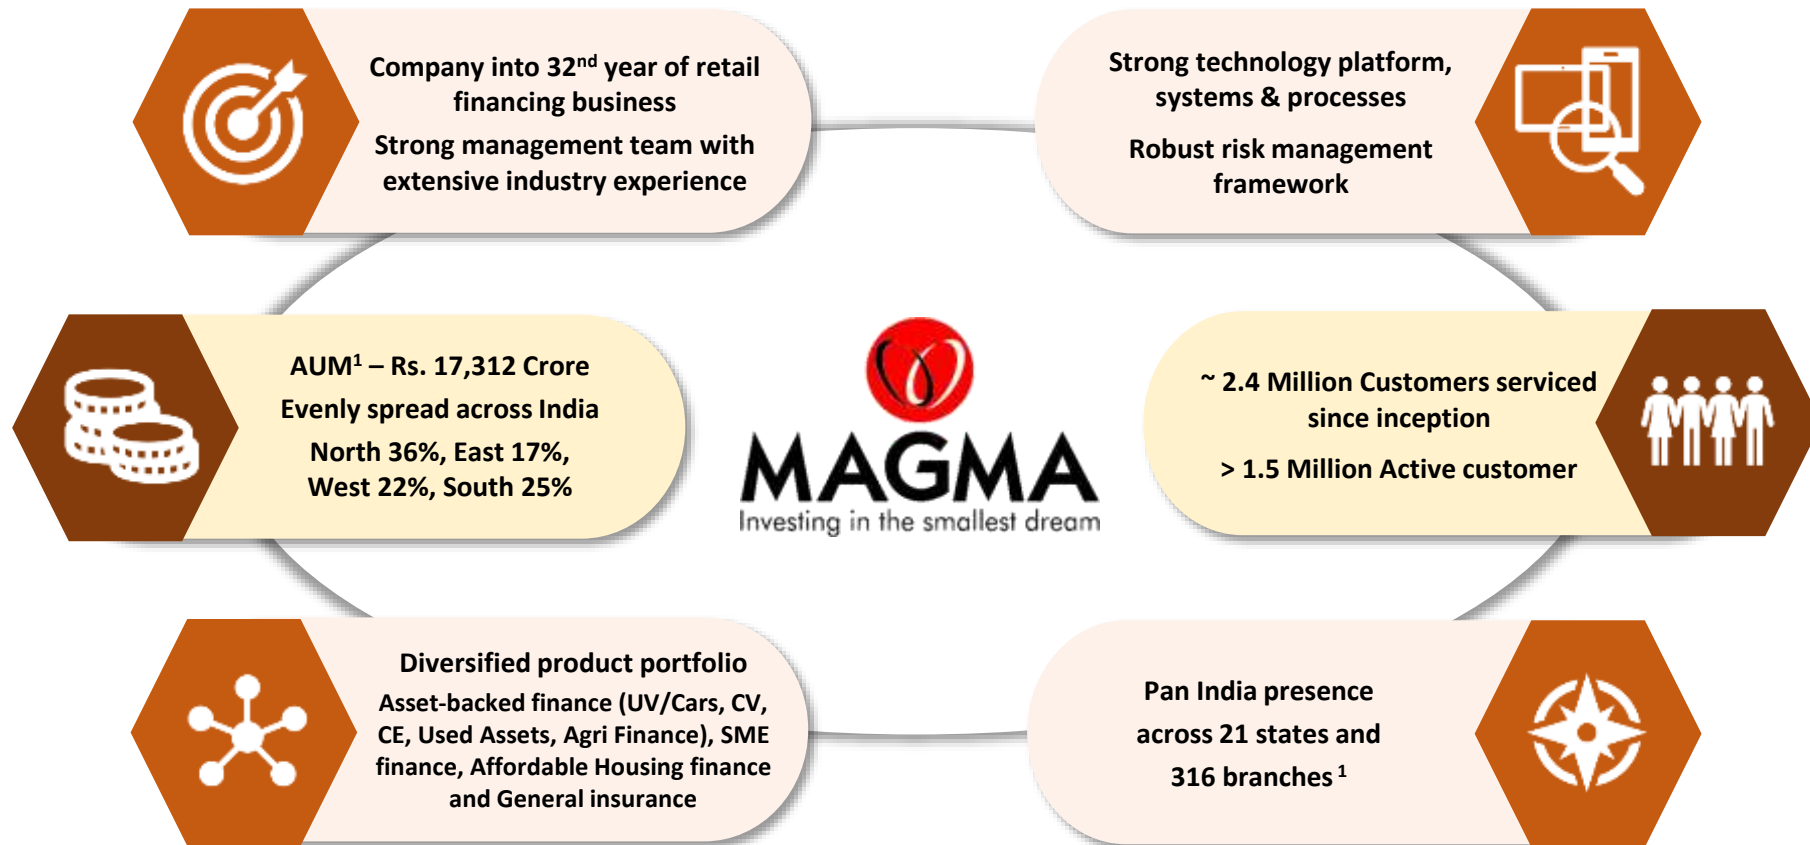 Company into 32nd year of retail
financing business
Strong management team with
extensive industry experience
Strong technology platform,
systems & processes
Robust risk management
framework
AUM1 – Rs. 17,312 Crore
Evenly spread across India
North 36%, East 17%,
West 22%, South 25%
MAGMA
Investing in the smallest dream
~ 2.4 Million Customers serviced
since inception
> 1.5 Million Active customer
Diversified product portfolio
Asset-backed finance (UV/Cars, CV,
CE, Used Assets, Agri Finance), SME
finance, Affordable Housing finance
and General insurance
Pan India presence
across 21 states and
316 branches 1